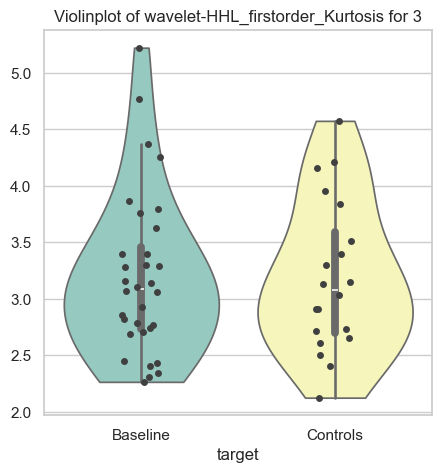 Violinplot of wavelet-HHL_firstorder_Kurtosis for 3
5.0
4.5
4.0
3.5
3.0
2.5
2.0
Baseline Controls
target